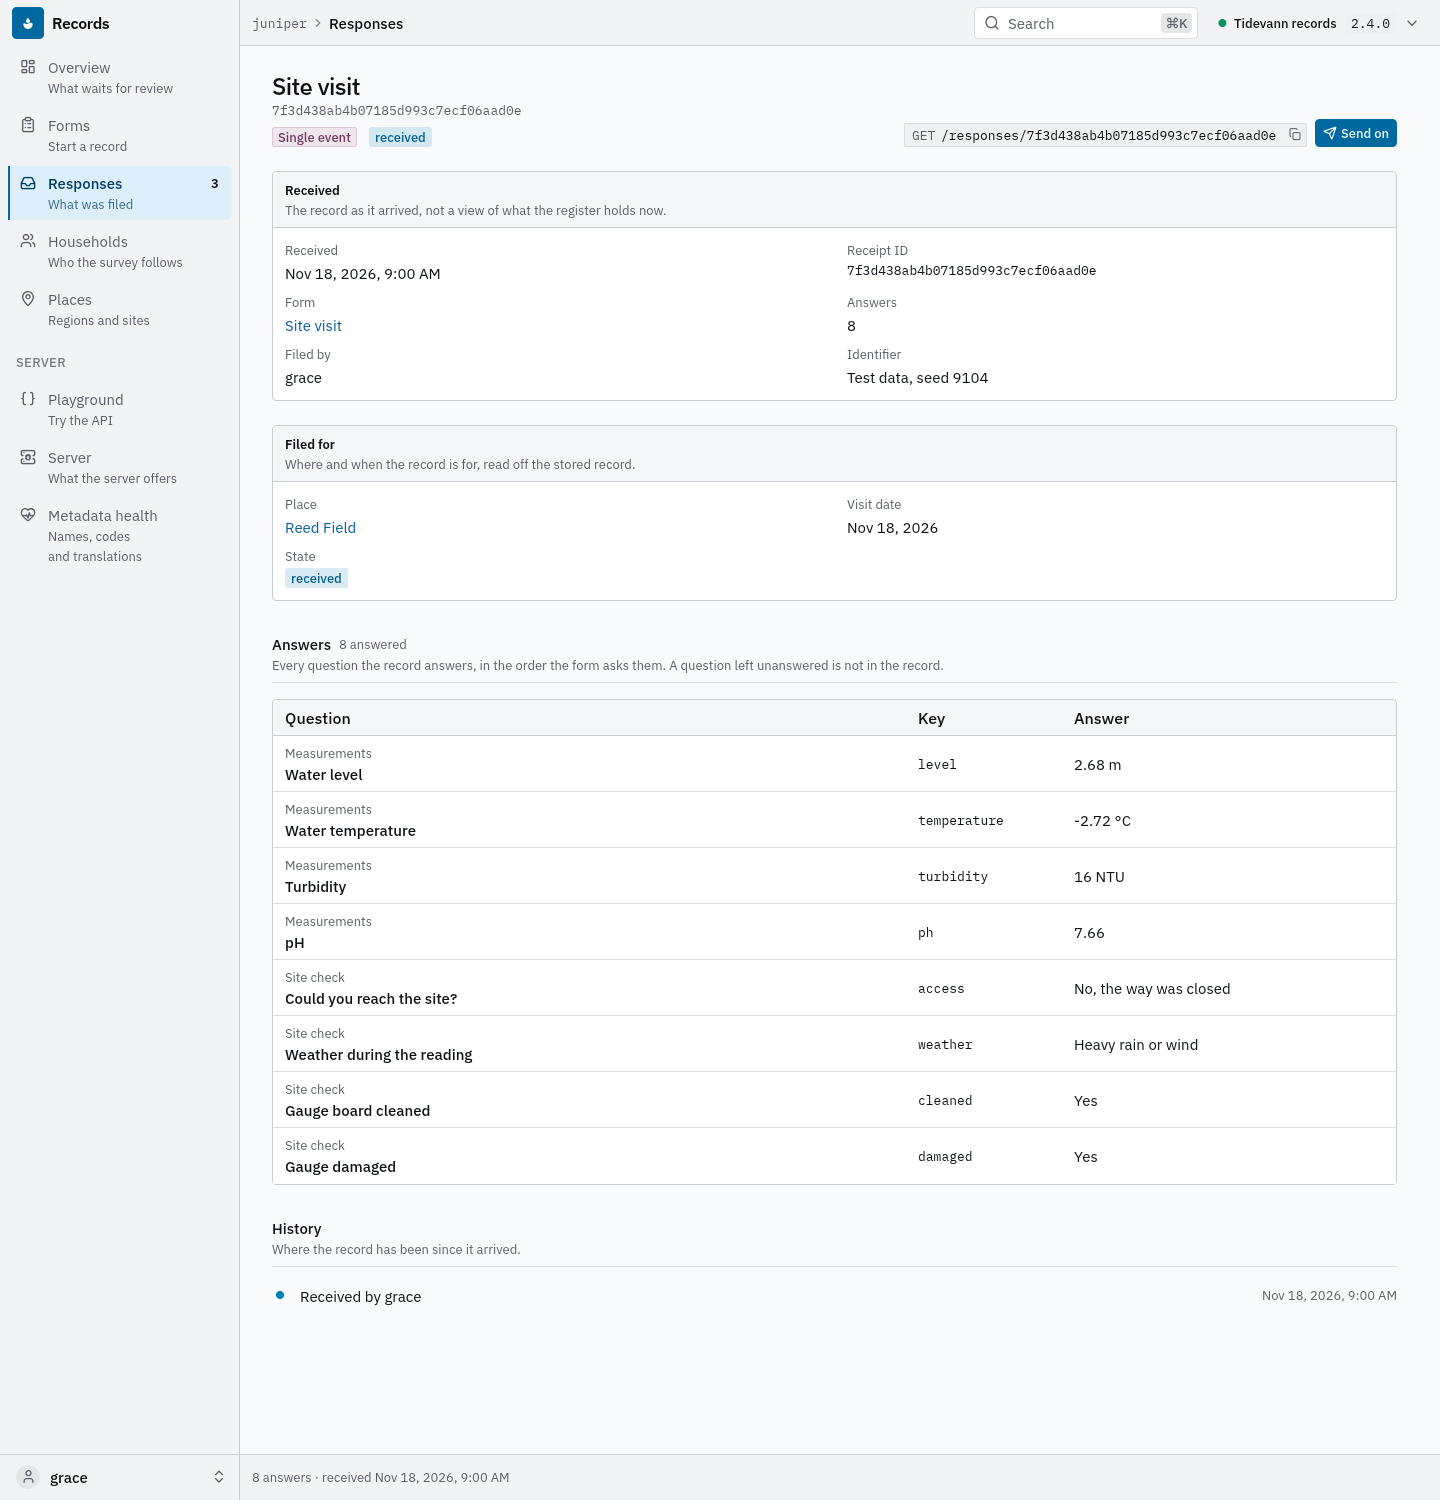 Records
Overview
What waits for review
Forms
Start a record
Responses 3
What was filed
Households
Who the survey follows
Places
Regions and sites
SERVER
Playground
Try the API
Server
What the server offers
Metadata health
Names, codes
and translations
grace
juniper > Responses
Search ⌘K
Tidevann records 2.4.0
Site visit
7f3d438ab4b07185d993c7ecf06aad0e
Single event received
GET /responses/7f3d438ab4b07185d993c7ecf06aad0e
Send on
Received
The record as it arrived, not a view of what the register holds now.
Received
Nov 18, 2026, 9:00 AM
Receipt ID
7f3d438ab4b07185d993c7ecf06aad0e
Form
Site visit
Answers
8
Filed by
grace
Identifier
Test data, seed 9104
Filed for
Where and when the record is for, read off the stored record.
Place
Reed Field
Visit date
Nov 18, 2026
State
received
Answers 8 answered
Every question the record answers, in the order the form asks them. A question left unanswered is not in the record.
Question Key Answer
Measurements
Water level level 2.68 m
Measurements
Water temperature temperature -2.72 °C
Measurements
Turbidity turbidity 16 NTU
Measurements
pH ph 7.66
Site check
Could you reach the site? access No, the way was closed
Site check
Weather during the reading weather Heavy rain or wind
Site check
Gauge board cleaned cleaned Yes
Site check
Gauge damaged damaged Yes
History
Where the record has been since it arrived.
Received by grace Nov 18, 2026, 9:00 AM
8 answers · received Nov 18, 2026, 9:00 AM